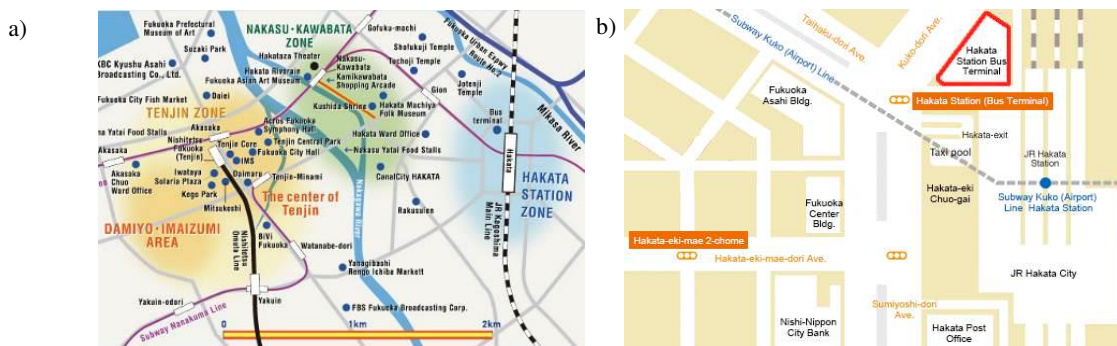 a)
Fukuoka Prefectural
Museum of Art
Suzaki Park
KBC Kyushu Asahi
Broadcasting Co., Ltd.
Fukuoka City Fish Market
Daiei
TENJIN ZONE
NAKASU·KAWABATA
ZONE
Hakataza Theater
Hakata Riverain
Fukuoka Asian Art Museum
Nakasu-
Kawabata
Kamikawabata
Shopping Arcade
Gofuku-machi
Shofukuji Temple
Tochoji Temple
Fukuoka Urban Expwy
Route No.2
Jotenji
Temple
Mikasa River
Gion
Kushida Shrine
Hakata Machiya
Folk Museum
Bus
terminal
Hakata Ward Office
na Yatai Food Stalls
Akasaka
Akasaka
Akasaka
Chuo
Ward Office
Nishitetsu
Fukuoka
(Tenjin)
Acros Fukuoka
Symphony Hall
Tenjin Central Park
Tenjin Core
Fukuoka City Hall
IMS
Nakasu Yatai Food Stalls
CanalCity HAKATA
Iwataya
Solaria Plaza
Kego Park
Daimaru
Tenjin-Minami
Mitsukoshi
The center of
Tenjin
Hakata
HAKATA
STATION
ZONE
JR Kagoshima
Main Line
Nakagawa River
Rakusuien
DAMIYO·IMAIZUMI
AREA
BiVi
Fukuoka
Nishitetsu
Omuta Line
Watanabe-dori
Yanagibashi
Rengo Ichiba Markett
Yakuin-odori
Yakuin
FBS Fukuoka Broadcasting Corp.
Subway Nanakuma Line
0 1km 2km
b)
Subway Kuko (Airport) Line
Taihaku-dori Ave.
Kuko-dori Ave.
Hakata
Station Bus
Terminal
Fukuoka
Asahi Bldg.
Hakata Station (Bus Terminal)
Hakata-exit
Taxi pool
JR Hakata
Station
Hakata-eki
Chuo-gai
Subway Kuko (Airport)
Line Hakata Station
Fukuoka
Center
Bldg.
Hakata-eki-mae 2-chome
Hakata-eki-mae-dori Ave.
JR Hakata City
Sumiyoshi-dori
Ave.
Nishi-Nippon
City Bank
Hakata Post
Office